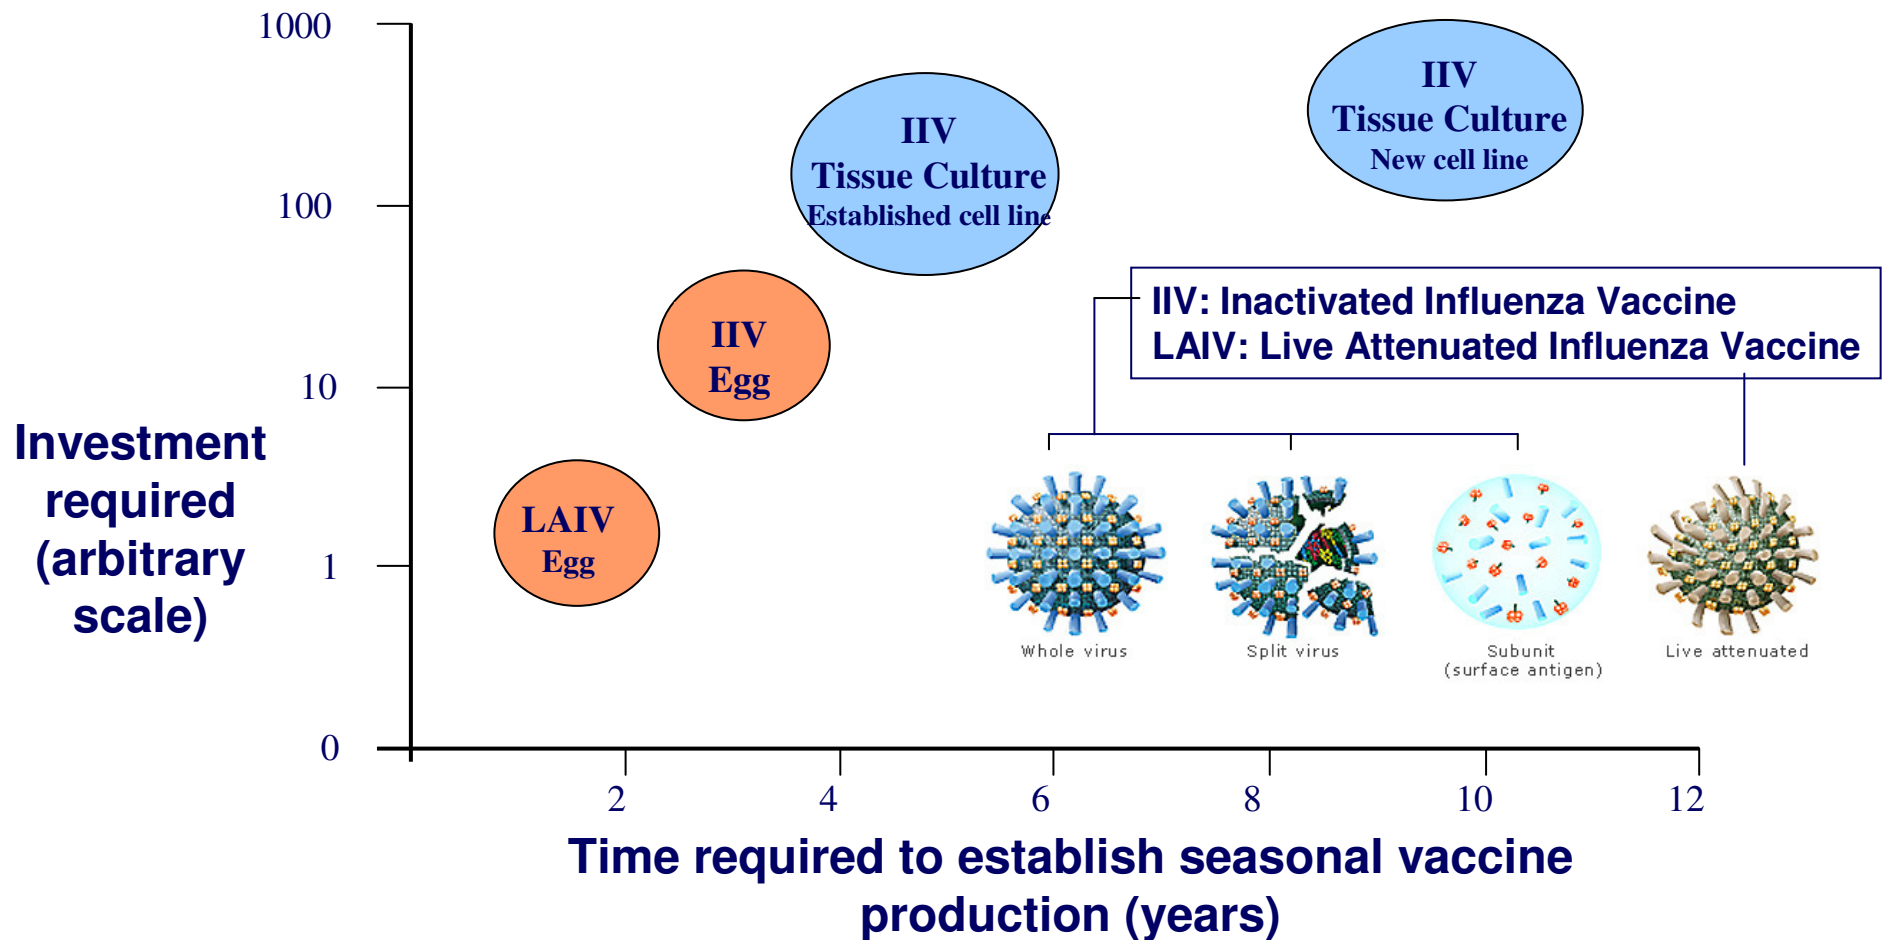 1000
100
10
1
0
Investment
required
(arbitrary
scale)
IIV
Tissue Culture
New cell line
IIV
Tissue Culture
Established cell line
IIV
Egg
LAIV
Egg
IIV: Inactivated Influenza Vaccine
LAIV: Live Attenuated Influenza Vaccine
Whole virus
Split virus
Subunit
(surface antigen)
Live attenuated
2 4 6 8 10 12
Time required to establish seasonal vaccine
production (years)